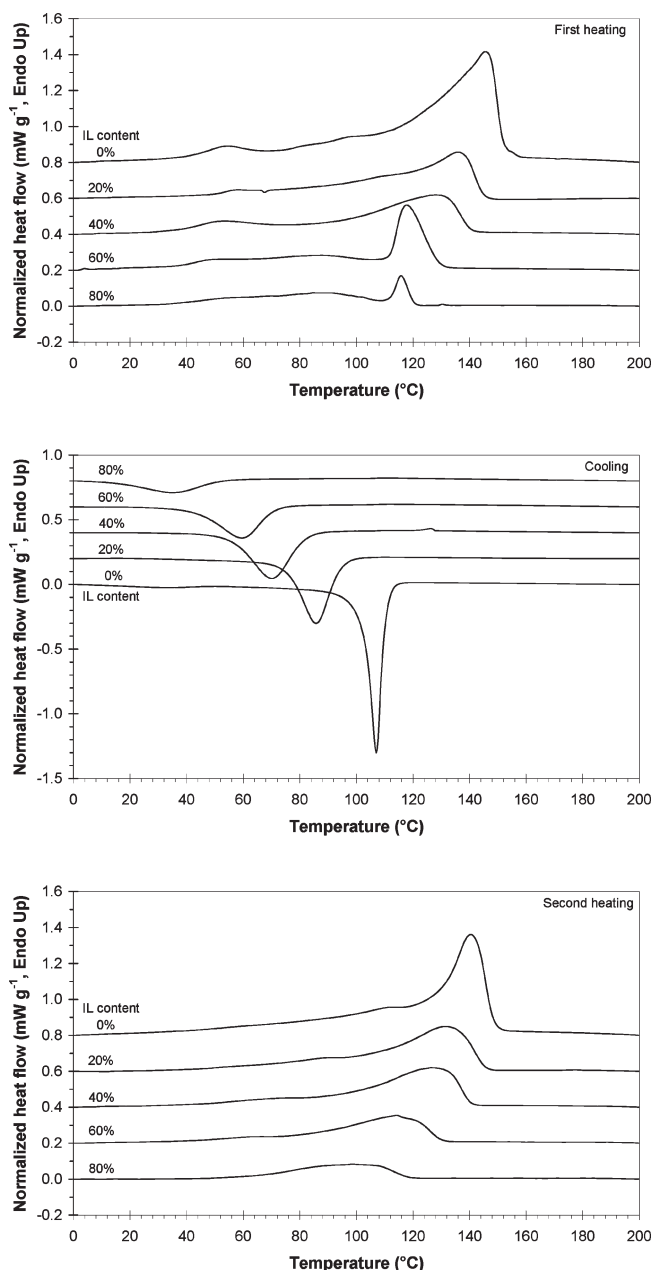 First heating
Normalized heat flow (mW g-1, Endo Up)
1.6
1.4
1.2
1.0
0.8
0.6
0.4
0.2
0.0
-0.2
IL content
0%
20%
40%
60%
80%
0 20 40 60 80 100 120 140 160 180 200
Temperature (°C)
Cooling
Normalized heat flow (mW g-1, Endo Up)
1.0
0.5
0.0
-0.5
-1.0
-1.5
80%
60%
40%
20%
0%
IL content
0 20 40 60 80 100 120 140 160 180 200
Temperature (°C)
Second heating
Normalized heat flow (mW g-1, Endo Up)
1.6
1.4
1.2
1.0
0.8
0.6
0.4
0.2
0.0
-0.2
IL content
0%
20%
40%
60%
80%
0 20 40 60 80 100 120 140 160 180 200
Temperature (°C)